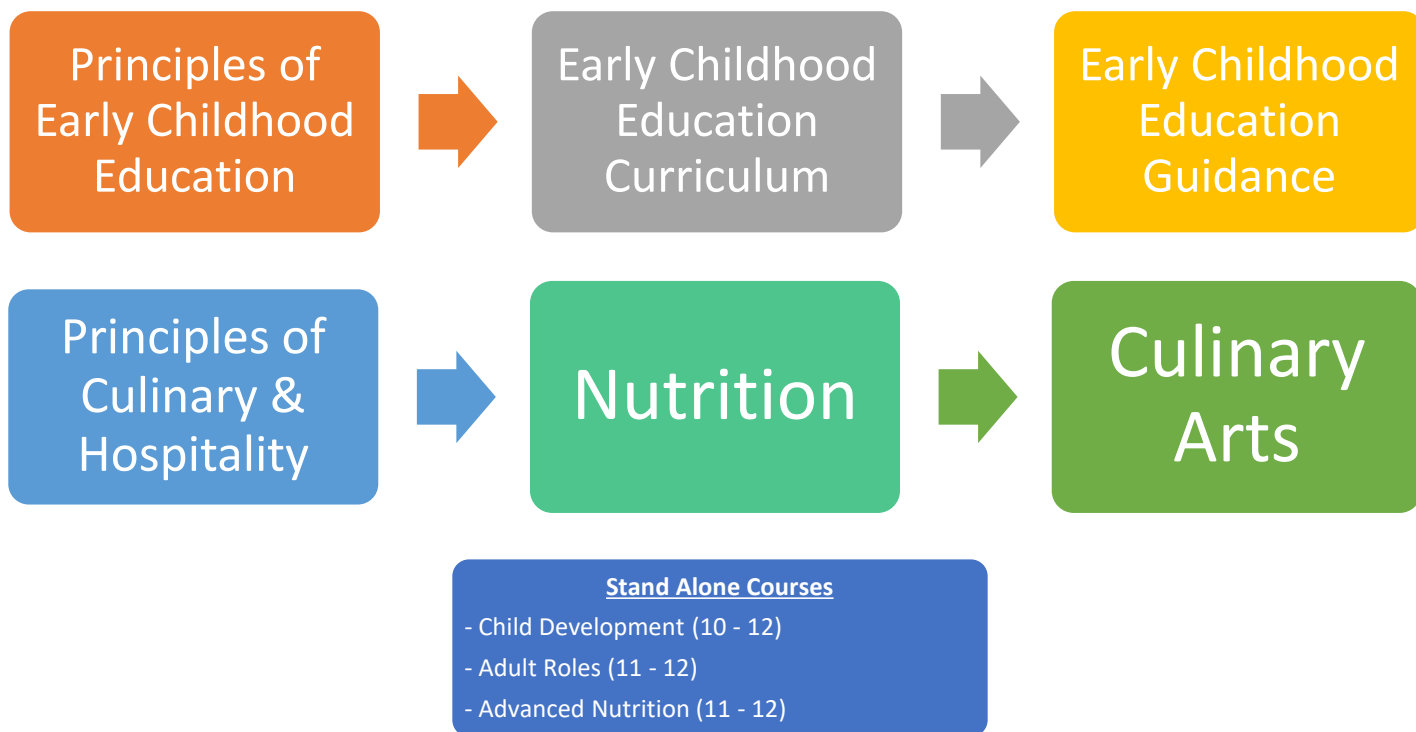 Principles of
Early Childhood
Education
Early Childhood
Education
Curriculum
Early Childhood
Education
Guidance
Principles of
Culinary &
Hospitality
Nutrition
Culinary
Arts
Stand Alone Courses
- Child Development (10 - 12)
- Adult Roles (11 - 12)
- Advanced Nutrition (11 - 12)